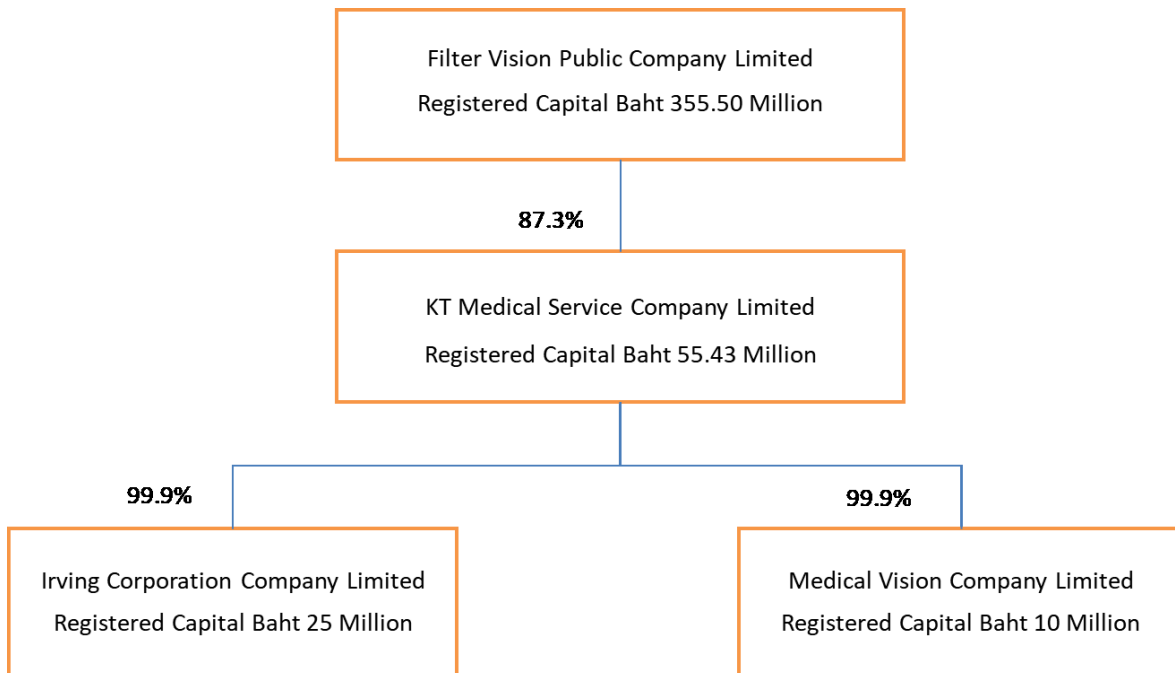 Filter Vision Public Company Limited
Registered Capital Baht 355.50 Million
87.3%
KT Medical Service Company Limited
Registered Capital Baht 55.43 Million
99.9%
99.9%
Irving Corporation Company Limited
Registered Capital Baht 25 Million
Medical Vision Company Limited
Registered Capital Baht 10 Million